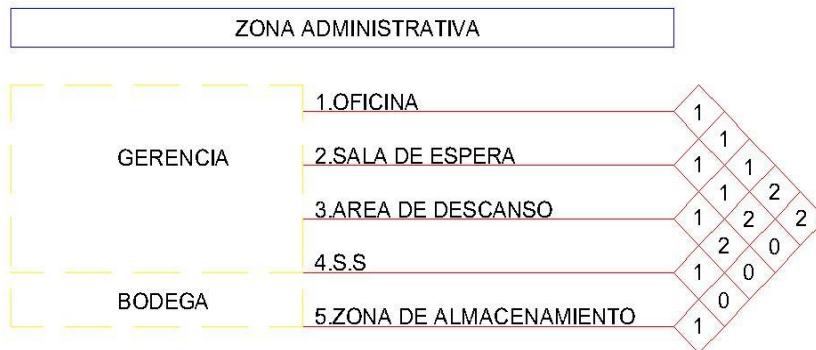 ZONA ADMINISTRATIVA
1.OFICINA
1
1
GERENCIA
2.SALA DE ESPERA
1
1
1
2
3.AREA DE DESCANSO
1
2
2
2
0
4.S.S
1
0
BODEGA
0
5.ZONA DE ALMACENAMIENTO
1